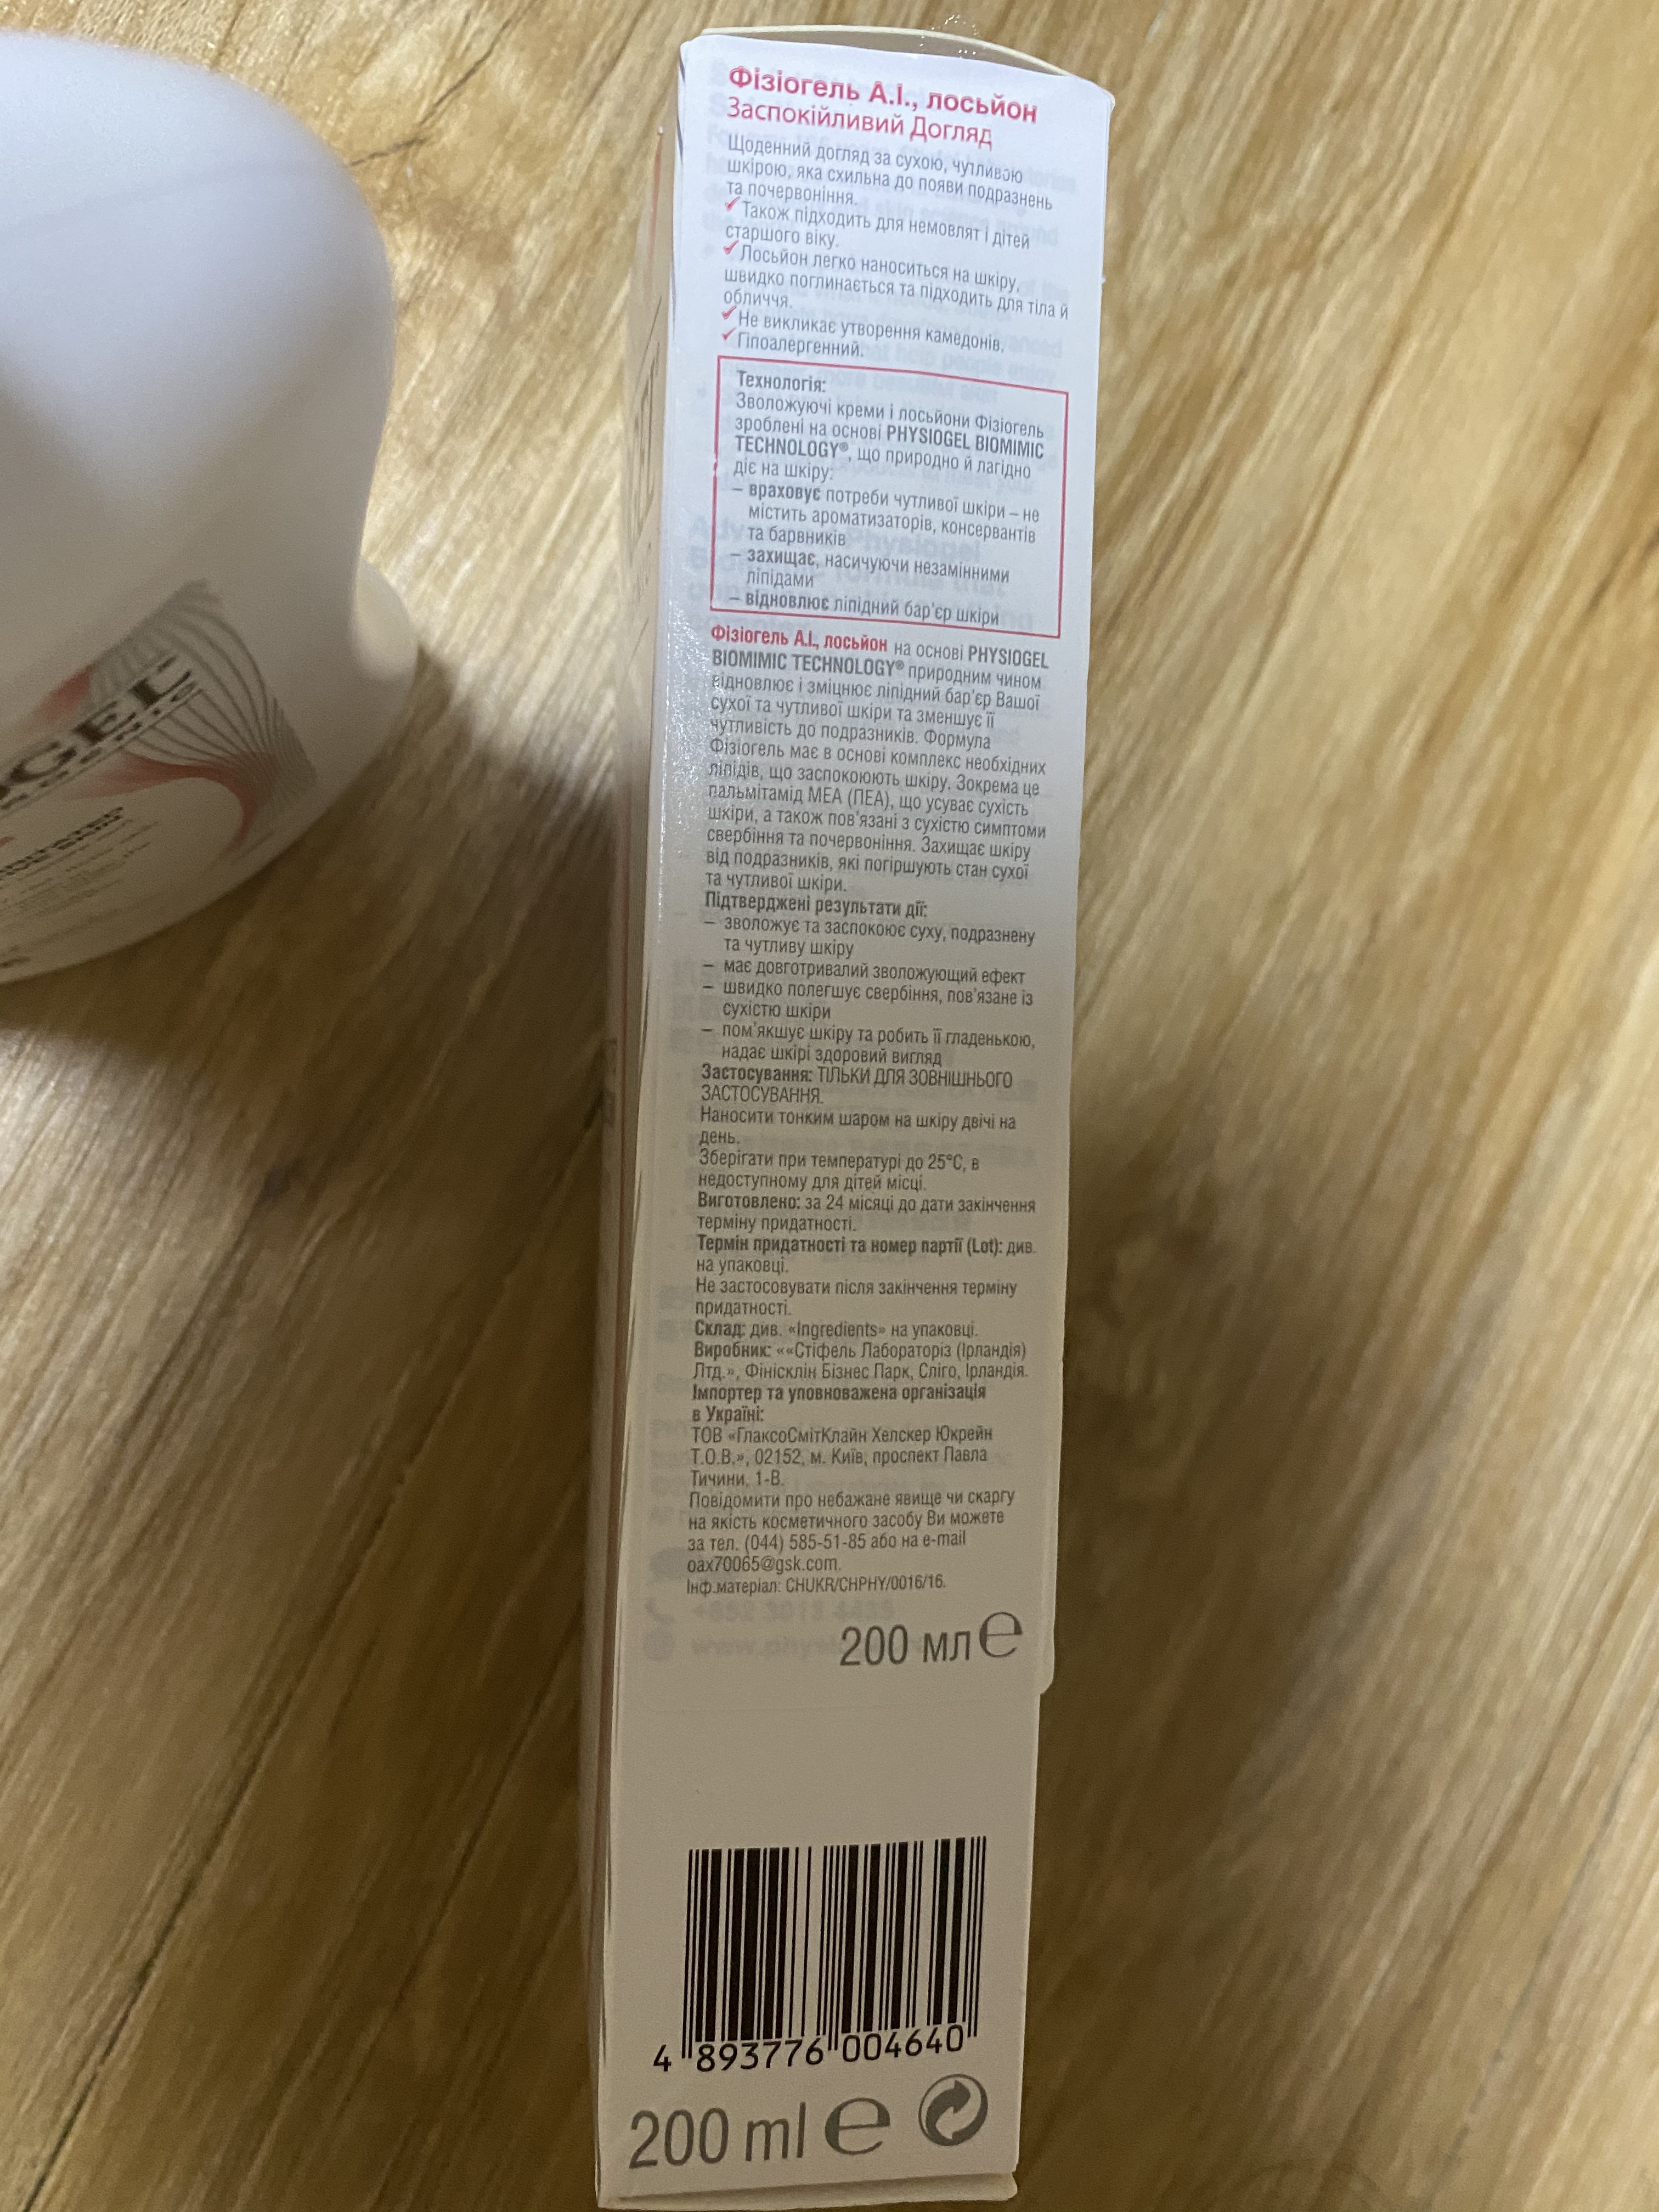 Фізіогель А.І., лосьйон
Заспокійливий Догляд
Щоденний догляд за сухою, чутливою
шкірою, яка схильна до появи подразнень
та почервоніння.
✓Також підходить для немовлят і дітей
старшого віку.
✓Лосьйон легко наноситься на шкіру,
швидко поглинається та підходить для тіла й
обличчя.
✓Не викликає утворення камедонів.
✓Гіпоалергенний.
Технологія:
Зволожуючі креми і лосьйони Фізіогель
зроблені на основі PHYSIOGEL BIOMIMIC
TECHNOLOGY®, що природно й лагідно
діє на шкіру:
– враховує потреби чутливої шкіри – не
містить ароматизаторів, консервантів
та барвників
– захищає, насичуючи незамінними
ліпідами
– відновлює ліпідний бар'єр шкіри
Фізіогель А.І., лосьйон на основі PHYSIOGEL
BIOMIMIC TECHNOLOGY® природним чином
відновлює і зміцнює ліпідний бар'єр Вашої
сухої та чутливої шкіри та зменшує її
чутливість до подразників. Формула
Фізіогель має в основі комплекс необхідних
ліпідів, що заспокоюють шкіру. Зокрема це
пальмітамід МЕА (ПЕА), що усуває сухість
шкіри, а також пов'язані з сухістю симптоми
свербіння та почервоніння. Захищає шкіру
від подразників, які погіршують стан сухої
та чутливої шкіри.
Підтверджені результати дії:
– зволожує та заспокоює суху, подразнену
та чутливу шкіру
– має довготривалий зволожуючий ефект
– швидко полегшує свербіння, пов'язане із
сухістю шкіри
– пом'якшує шкіру та робить її гладенькою,
надає шкірі здоровий вигляд
Застосування: ТІЛЬКИ ДЛЯ ЗОВНІШНЬОГО
ЗАСТОСУВАННЯ.
Наносити тонким шаром на шкіру двічі на
день.
Зберігати при температурі до 25°C, в
недоступному для дітей місці.
Виготовлено: за 24 місяці до дати закінчення
терміну придатності.
Термін придатності та номер партії (Lot): див.
на упаковці.
Не застосовувати після закінчення терміну
придатності.
Склад: див. «Ingredients» на упаковці.
Виробник: ««Стіфель Лабораторіз (Ірландія)
Лтд.», Фінісклін Бізнес Парк, Сліго, Ірландія.
Імпортер та уповноважена організація
в Україні:
ТОВ «ГлаксоСмітКлайн Хелскер Юкрейн
Т.О.В.», 02152, м. Київ, проспект Павла
Тичини, 1-В.
Повідомити про небажане явище чи скаргу
на якість косметичного засобу Ви можете
за тел. (044) 585-51-85 або на e-mail
oax70065@gsk.com.
Інф.матеріал: CHUKR/CHPHY/0016/16.
200 мл e
4 893776 004640
200 ml e